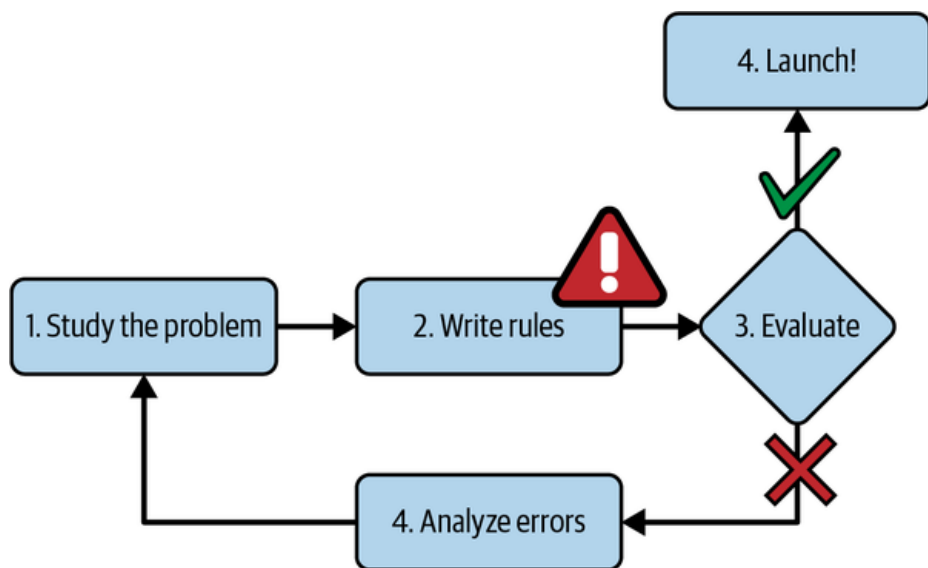 4. Launch!
1. Study the problem
2. Write rules
3. Evaluate
4. Analyze errors